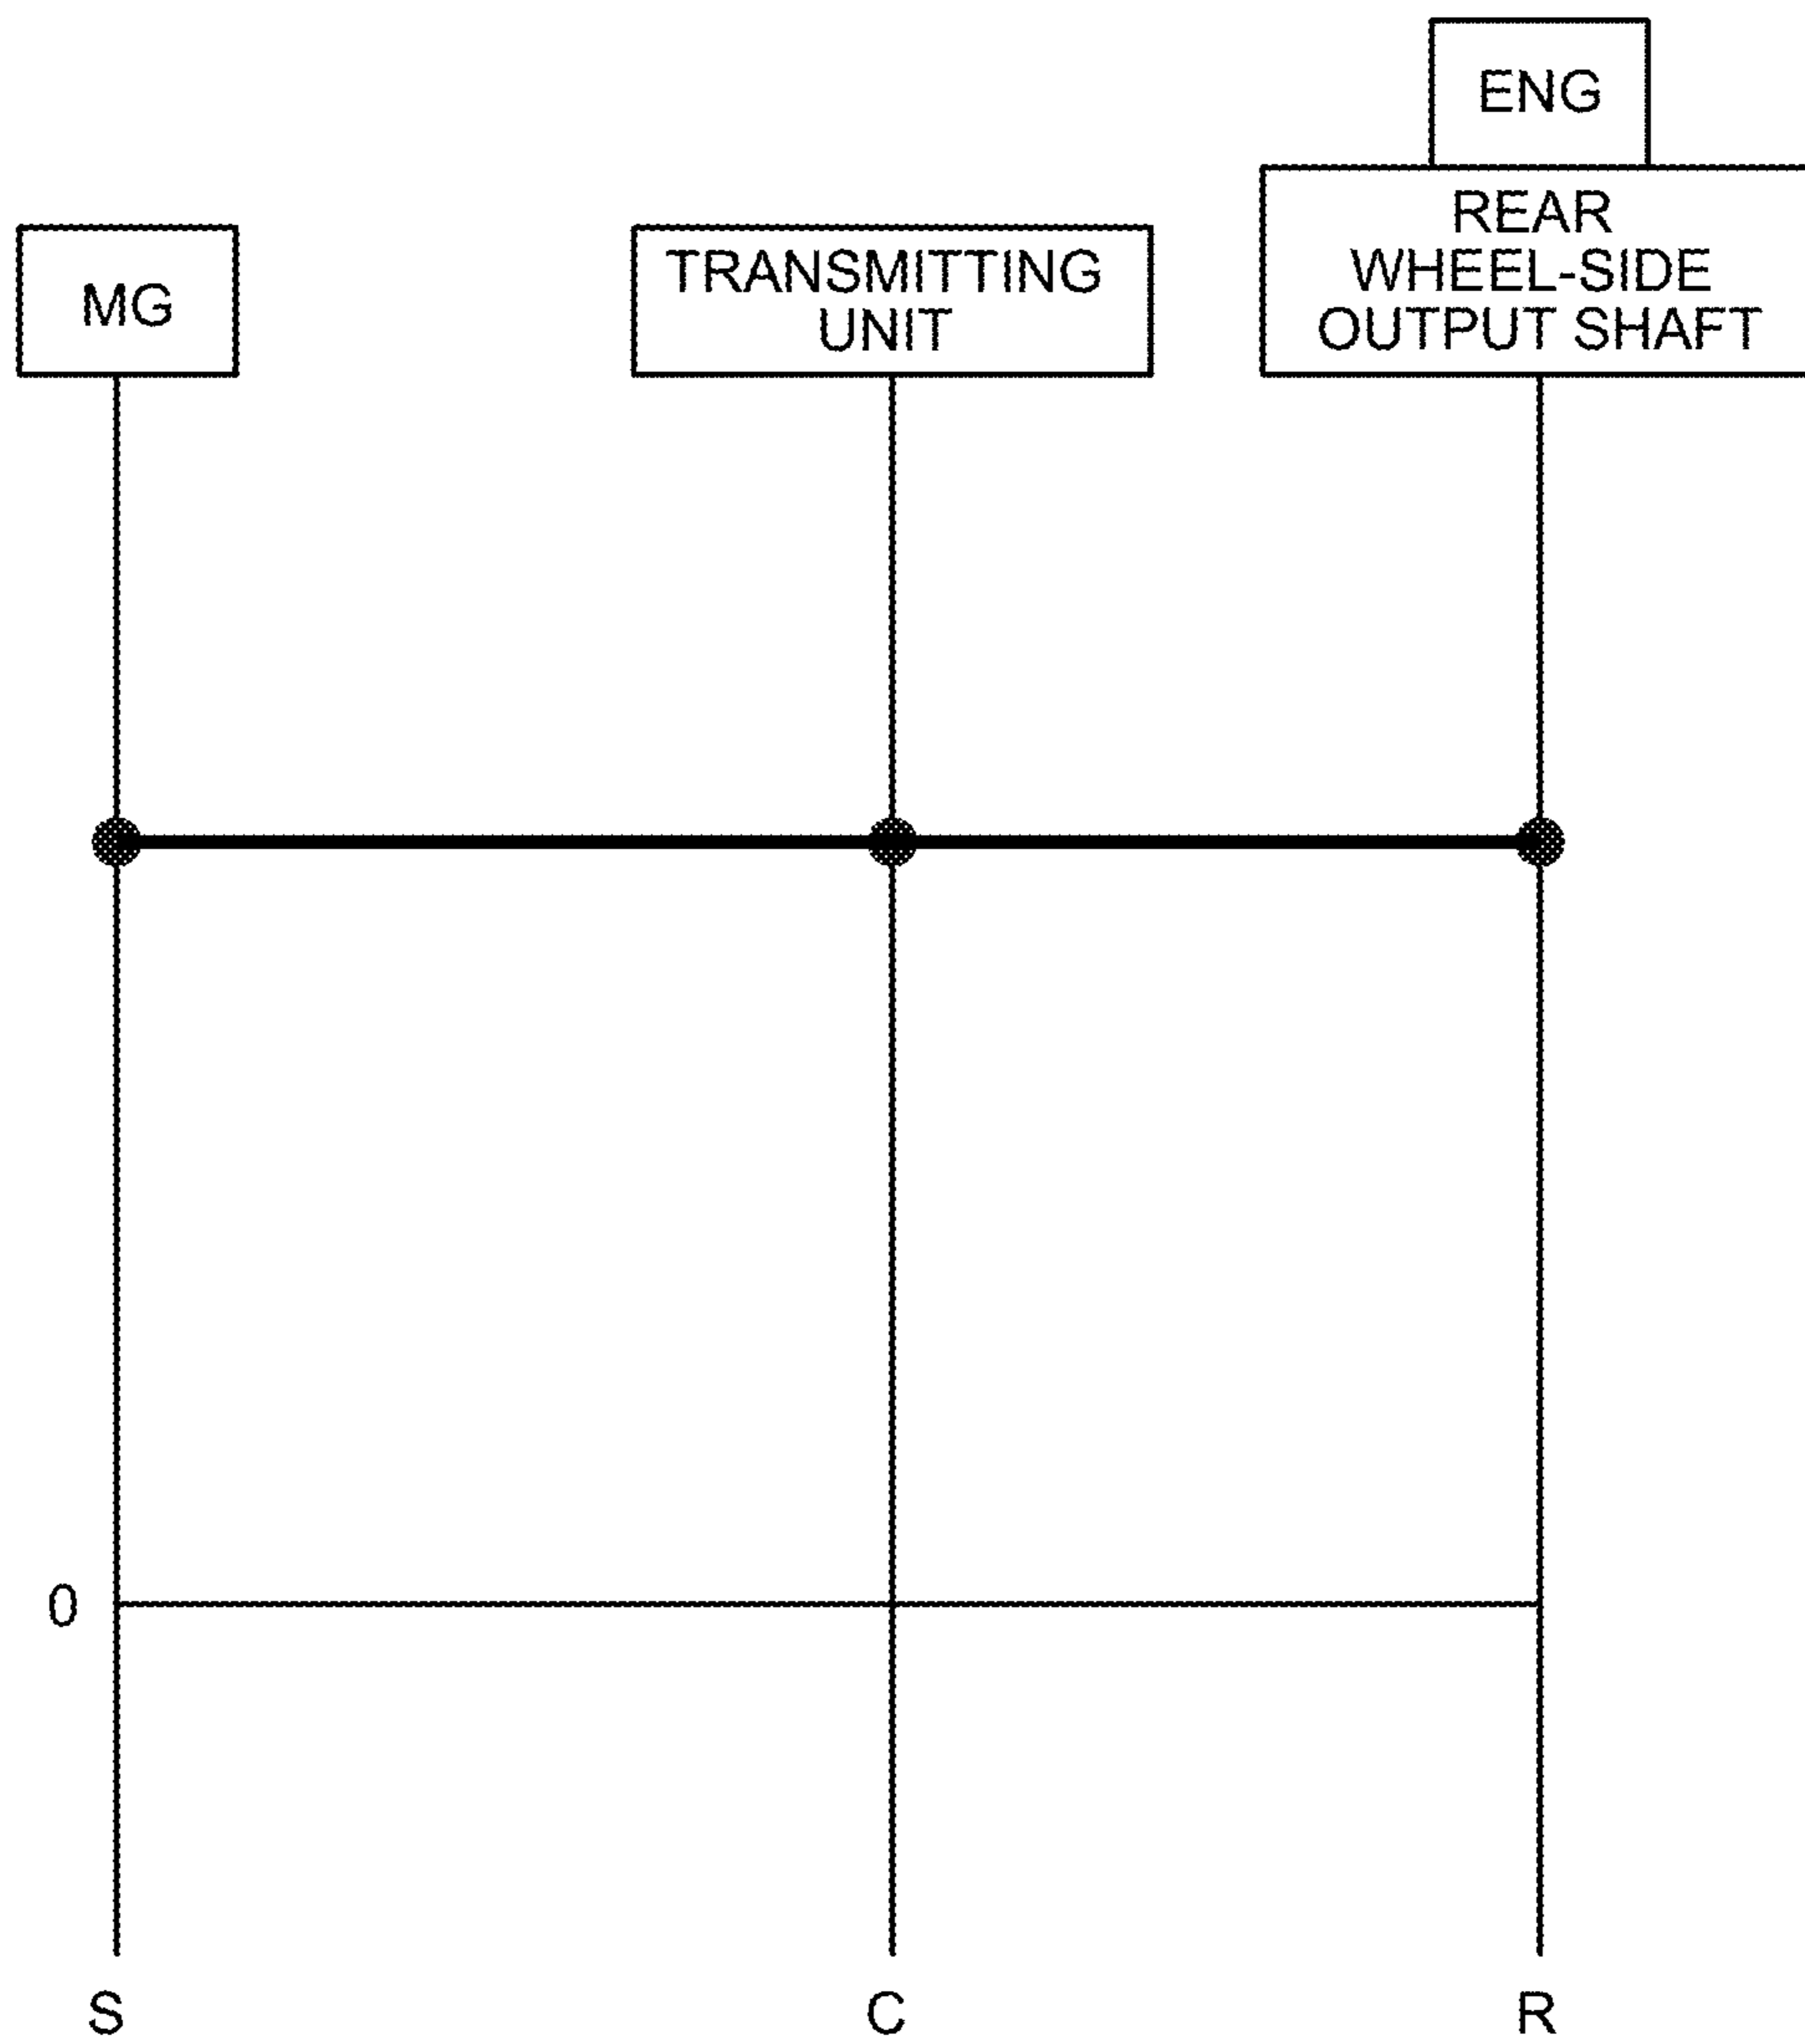 ENG
REAR
WHEEL-SIDE
OUTPUT SHAFT
MG
TRANSMITTING
UNIT
0
S
C
R